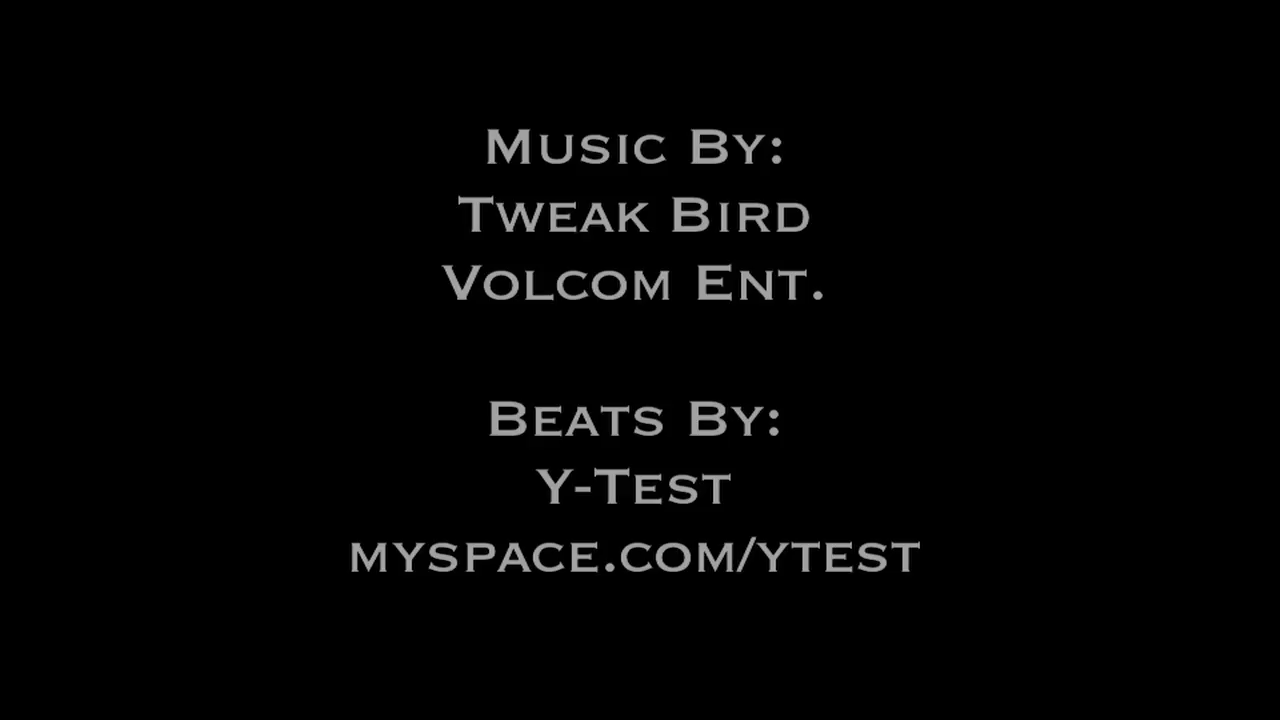 Music By:
Tweak Bird
Volcom Ent.
Beats By:
Y-Test
myspace.com/ytest